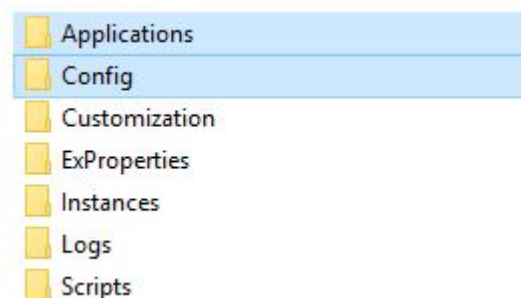 Applications
Config
Customization
ExProperties
Instances
Logs
Scripts